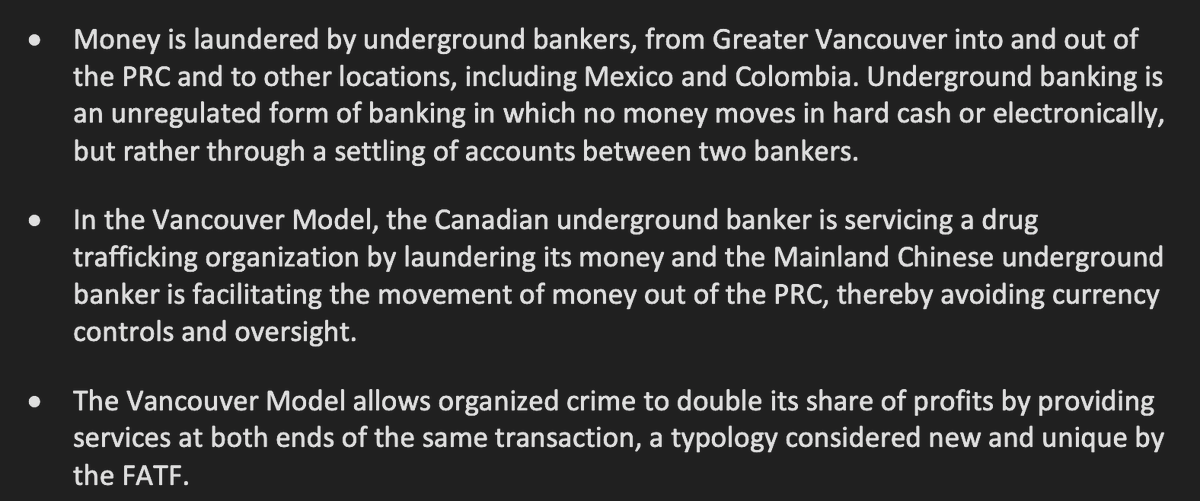 • Money is laundered by underground bankers, from Greater Vancouver into and out of
the PRC and to other locations, including Mexico and Colombia. Underground banking is
an unregulated form of banking in which no money moves in hard cash or electronically,
but rather through a settling of accounts between two bankers.
• In the Vancouver Model, the Canadian underground banker is servicing a drug
trafficking organization by laundering its money and the Mainland Chinese underground
banker is facilitating the movement of money out of the PRC, thereby avoiding currency
controls and oversight.
• The Vancouver Model allows organized crime to double its share of profits by providing
services at both ends of the same transaction, a typology considered new and unique by
the FATF.